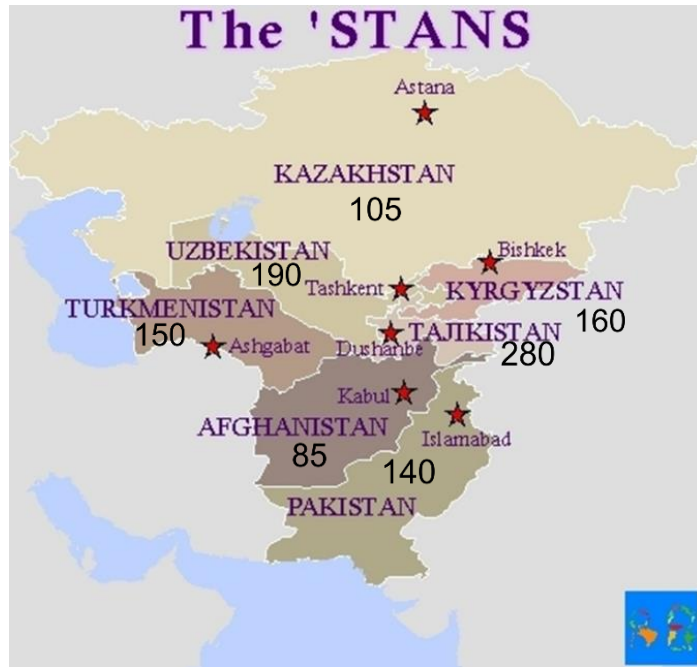 The 'STANS
Astana
KAZAKHSTAN
105
UZBEKISTAN
190
Bishkek
Tashkent
KYRGYZSTAN
160
TURKMENISTAN
150
Ashgabat
Dushanbe
TAJIKISTAN
280
Kabul
AFGHANISTAN
85
Islamabad
140
PAKISTAN